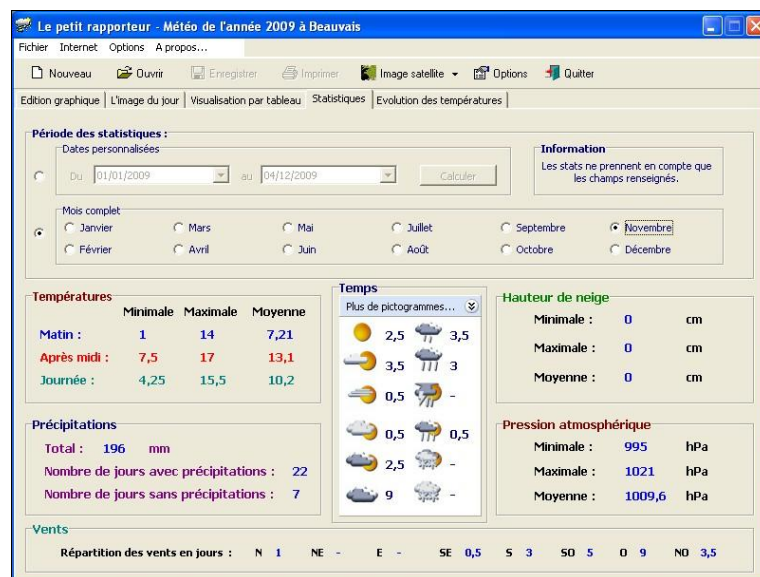 Le petit rapporteur - Météo de l'année 2009 à Beauvais
Fichier Internet Options A propos...
Nouveau Ouvrir Enregistrer Imprimer Image satellite Options Quitter
Edition graphique L'image du jour Visualisation par tableau Statistiques Evolution des températures
Période des statistiques :
Dates personnalisées
Du 01/01/2009 au 04/12/2009 Calculer
Information
Les stats ne prennent en compte que
les champs renseignés.
Mois complet
Janvier Mars Mai Juillet Septembre Novembre
Février Avril Juin Août Octobre Décembre
Températures
Minimale Maximale Moyenne
Matin : 1 14 7,21
Après midi : 7,5 17 13,1
Journée : 4,25 15,5 10,2
Temps
Plus de pictogrammes...
2,5 3,5
3,5 3
0,5 -
0,5 0,5
2,5 -
9 -
Hauteur de neige
Minimale : 0 cm
Maximale : 0 cm
Moyenne : 0 cm
Précipitations
Total : 196 mm
Nombre de jours avec précipitations : 22
Nombre de jours sans précipitations : 7
Pression atmosphérique
Minimale : 995 hPa
Maximale : 1021 hPa
Moyenne : 1009,6 hPa
Vents
Répartition des vents en jours : N 1 NE - E - SE 0,5 S 3 SO 5 O 9 NO 3,5